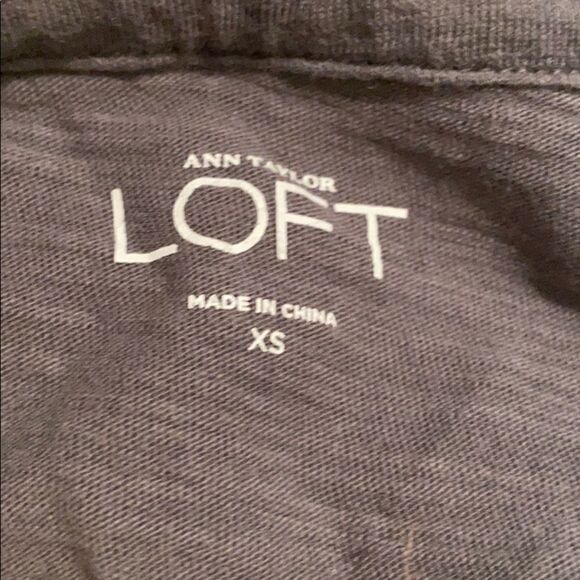 ANN TAYLOR
LOFT
MADE IN CHINA
XS